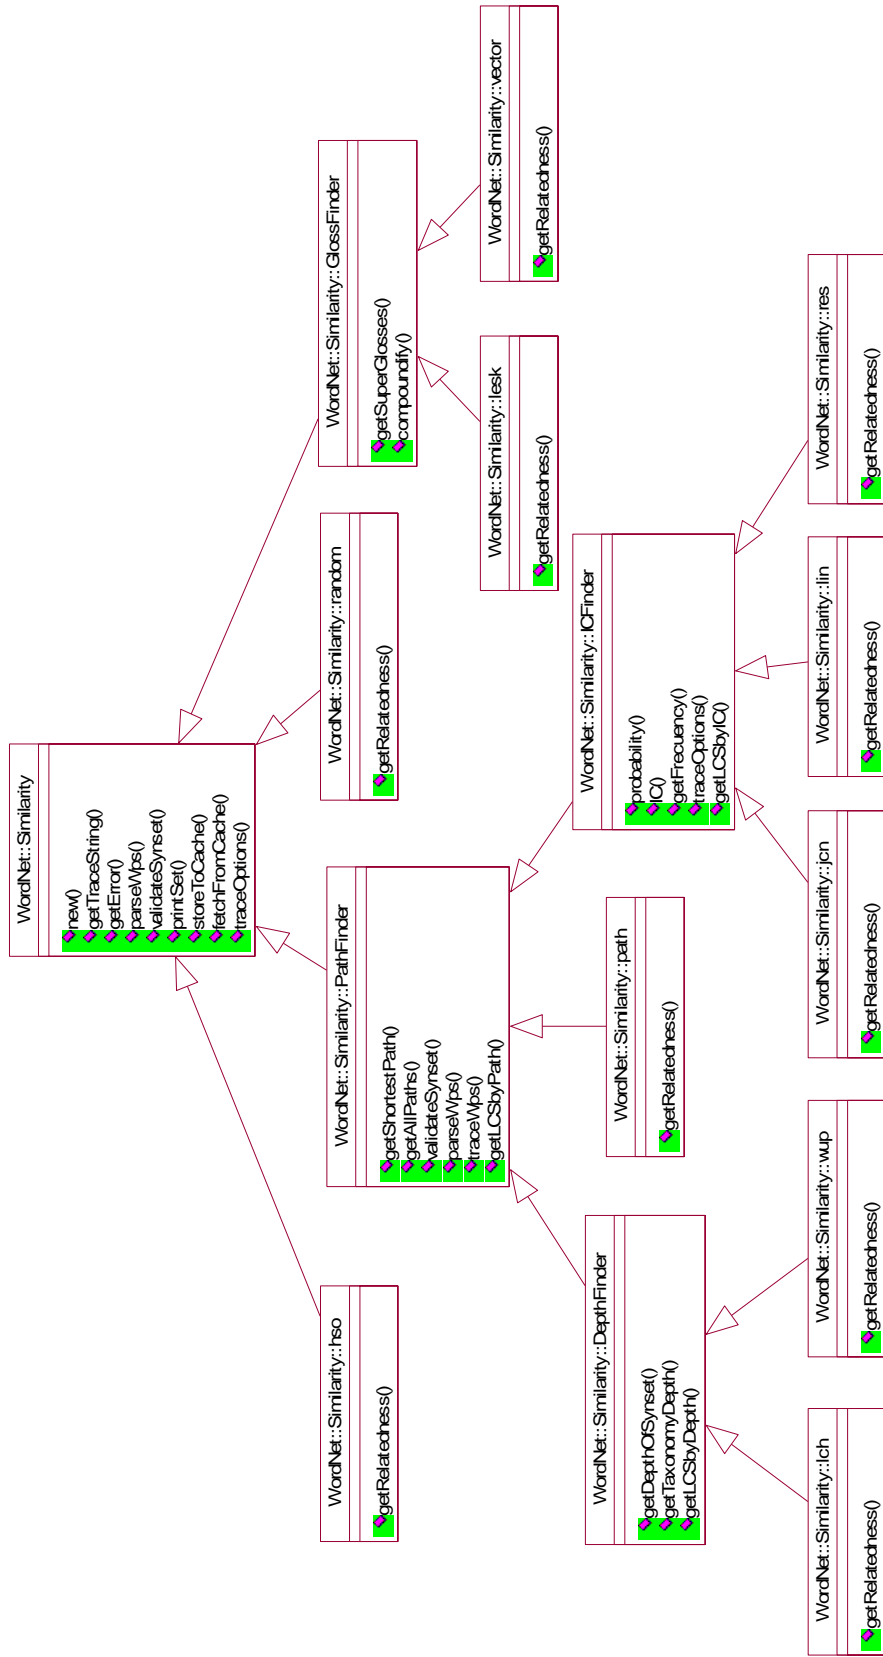 WordNet::Similarity
new()
getTraceString()
getError()
parseWps()
validateSynset()
printSet()
storeToCache()
fetchFromCache()
traceOptions()
WordNet::Similarity::hso
getRelatedness()
WordNet::Similarity::PathFinder
getShortestPath()
getAllPaths()
validateSynset()
parseWps()
traceWps()
getLCSbyPath()
WordNet::Similarity::random
getRelatedness()
WordNet::Similarity::GlossFinder
getSuperGlosses()
compoundify()
WordNet::Similarity::lesk
getRelatedness()
WordNet::Similarity::vector
getRelatedness()
WordNet::Similarity::DepthFinder
getDepthOfSynset()
getTaxonomyDepth()
getLCSbyDepth()
WordNet::Similarity::path
getRelatedness()
WordNet::Similarity::ICFinder
probability()
IC()
getFrecuency()
traceOptions()
getLCSbyIC()
WordNet::Similarity::lch
getRelatedness()
WordNet::Similarity::wup
getRelatedness()
WordNet::Similarity::jcn
getRelatedness()
WordNet::Similarity::lin
getRelatedness()
WordNet::Similarity::res
getRelatedness()